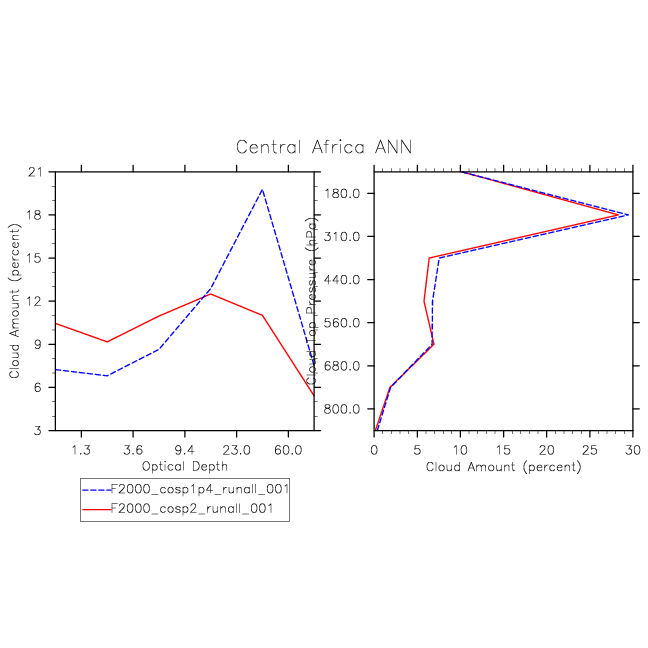 Central Africa ANN
Cloud Amount (percent)
21
18
15
12
9
6
3
1.3 3.6 9.4 23.0 60.0
Optical Depth
Cloud Top Pressure (hPa)
180.0
310.0
440.0
560.0
680.0
800.0
0 5 10 15 20 25 30
Cloud Amount (percent)
F2000_cosp1p4_runall_001
F2000_cosp2_runall_001